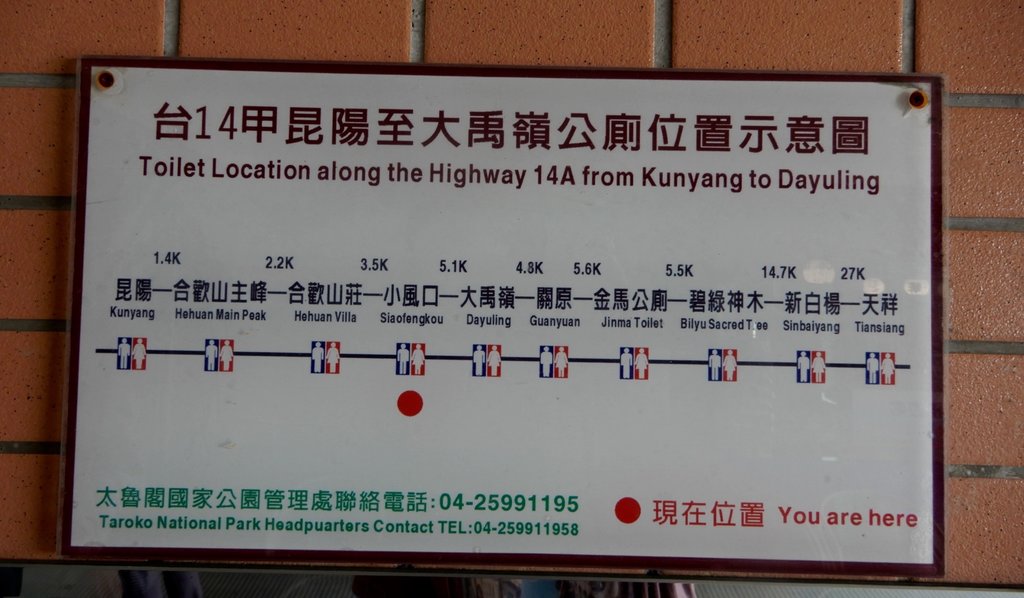 台14甲昆陽至大禹嶺公廁位置示意圖
Toilet Location along the Highway 14A from Kunyang to Dayuling
1.4K 2.2K 3.5K 5.1K 4.8K 5.6K 5.5K 14.7K 27K
昆陽—合歡山主峰—合歡山莊—小風口—大禹嶺—關原—金馬公廁—碧綠神木—新白楊—天祥
Kunyang Hehuan Main Peak Hehuan Villa Siaofengkou Dayuling Guanyuan Jinma Toilet Bilyu Sacred Tree Sinbaiyang Tiansiang
太魯閣國家公園管理處聯絡電話:04-25991195
Taroko National Park Headpuarters Contact TEL:04-259911958
現在位置 You are here